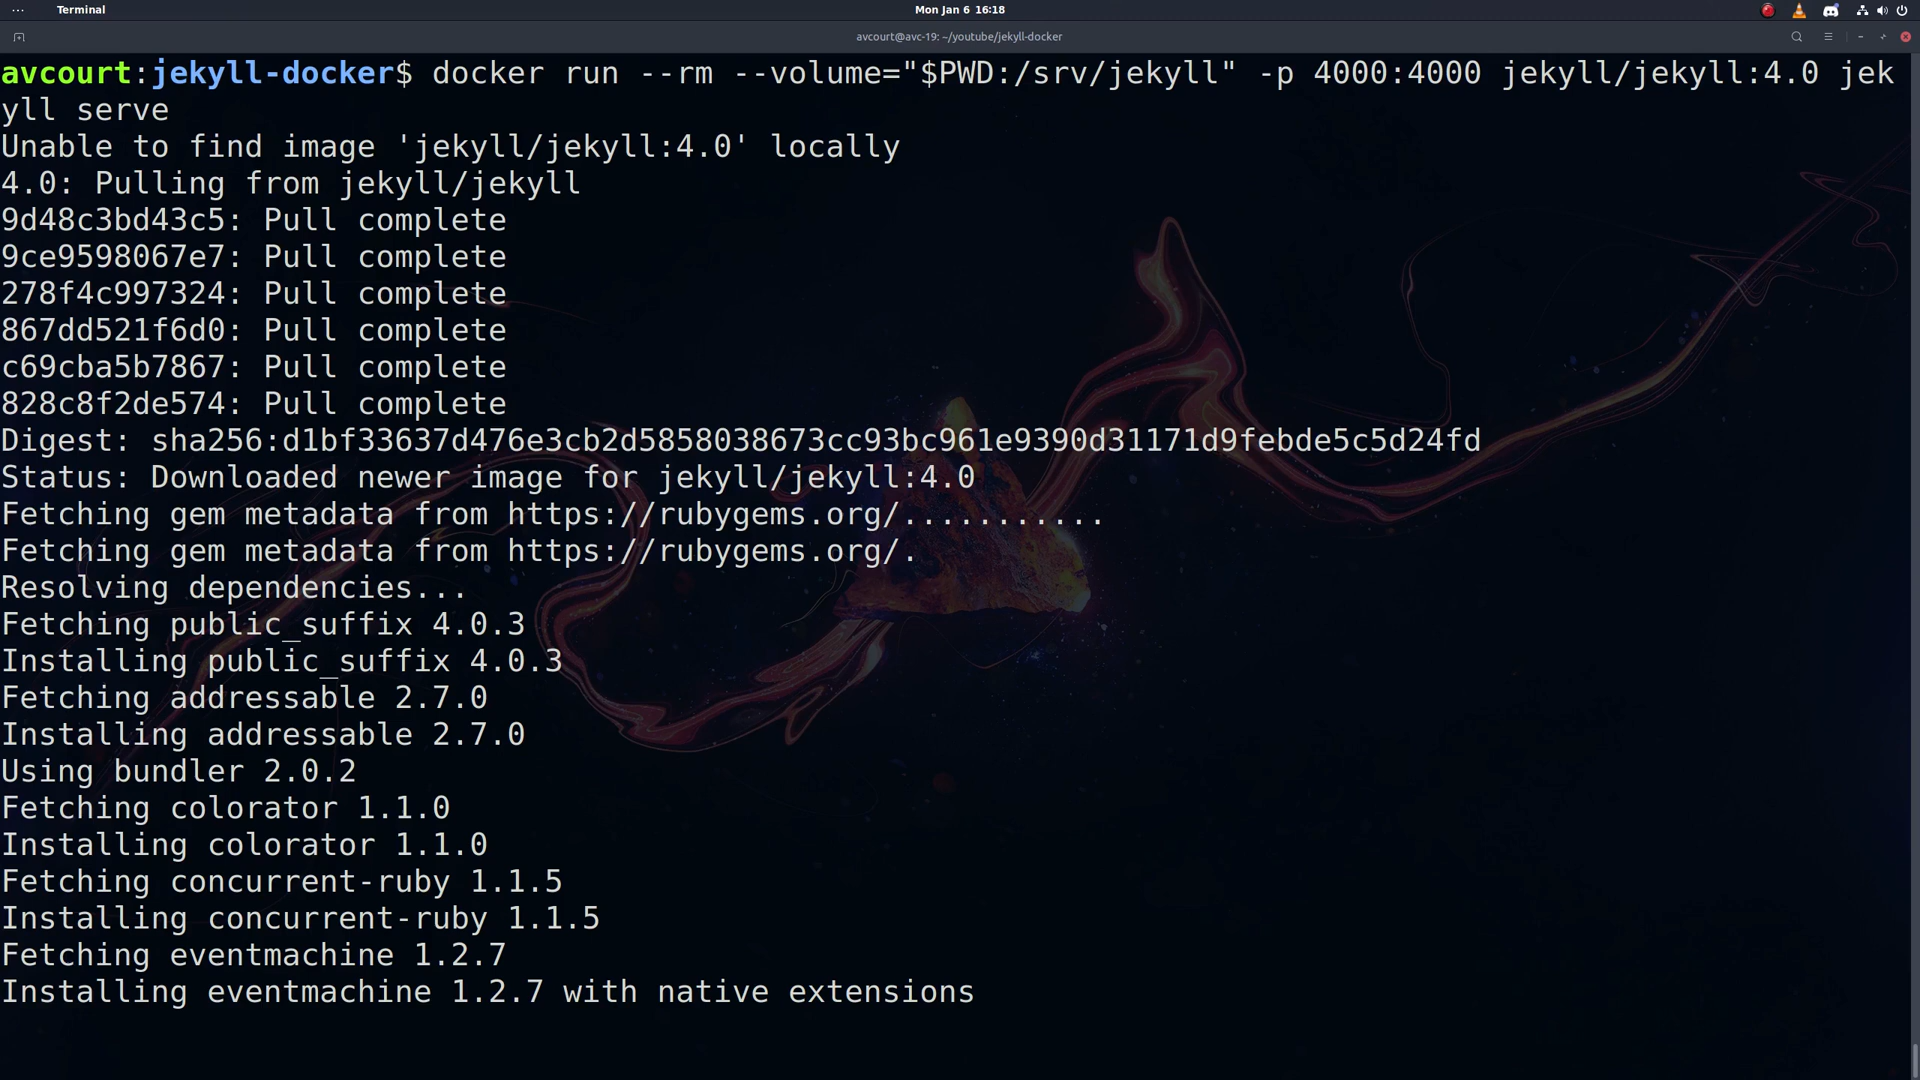 Terminal
Mon Jan 6 16:18
avcourt@avc-19: ~/youtube/jekyll-docker
avcourt:jekyll-docker$ docker run --rm --volume="$PWD:/srv/jekyll" -p 4000:4000 jekyll/jekyll:4.0 jek
yll serve
Unable to find image 'jekyll/jekyll:4.0' locally
4.0: Pulling from jekyll/jekyll
9d48c3bd43c5: Pull complete
9ce9598067e7: Pull complete
278f4c997324: Pull complete
867dd521f6d0: Pull complete
c69cba5b7867: Pull complete
828c8f2de574: Pull complete
Digest: sha256:d1bf33637d476e3cb2d5858038673cc93bc961e9390d31171d9febde5c5d24fd
Status: Downloaded newer image for jekyll/jekyll:4.0
Fetching gem metadata from https://rubygems.org/...........
Fetching gem metadata from https://rubygems.org/.
Resolving dependencies...
Fetching public_suffix 4.0.3
Installing public_suffix 4.0.3
Fetching addressable 2.7.0
Installing addressable 2.7.0
Using bundler 2.0.2
Fetching colorator 1.1.0
Installing colorator 1.1.0
Fetching concurrent-ruby 1.1.5
Installing concurrent-ruby 1.1.5
Fetching eventmachine 1.2.7
Installing eventmachine 1.2.7 with native extensions